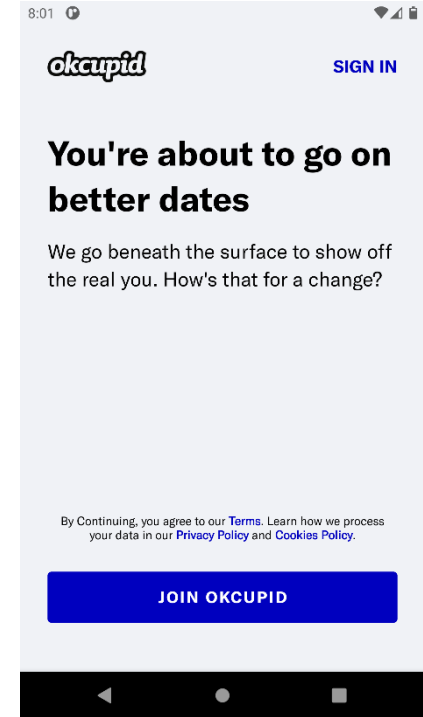 8:01
okcupid
SIGN IN
You're about to go on
better dates
We go beneath the surface to show off
the real you. How's that for a change?
By Continuing, you agree to our Terms. Learn how we process
your data in our Privacy Policy and Cookies Policy.
JOIN OKCUPID